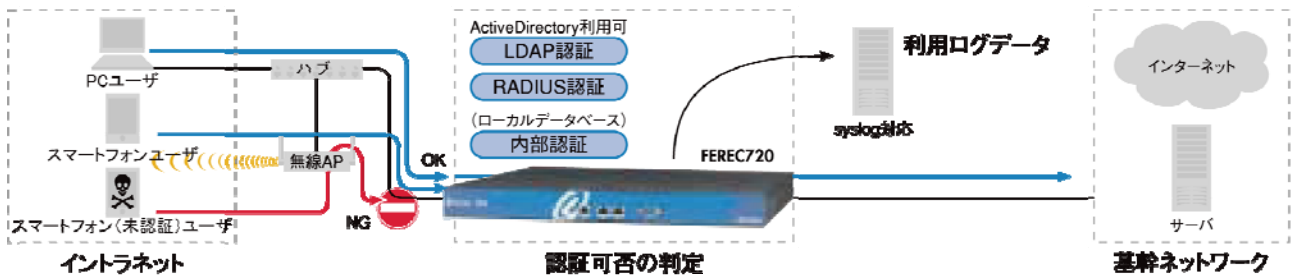 PCユーザ
ハブ
スマートフォンユーザ
無線AP
スマートフォン(未認証)ユーザ
イントラネット
OK
NG
ActiveDirectory利用可
LDAP認証
RADIUS認証
(ローカルデータベース)
内部認証
FEREC720
認証可否の判定
利用ログデータ
syslog対応
インターネット
サーバ
基幹ネットワーク